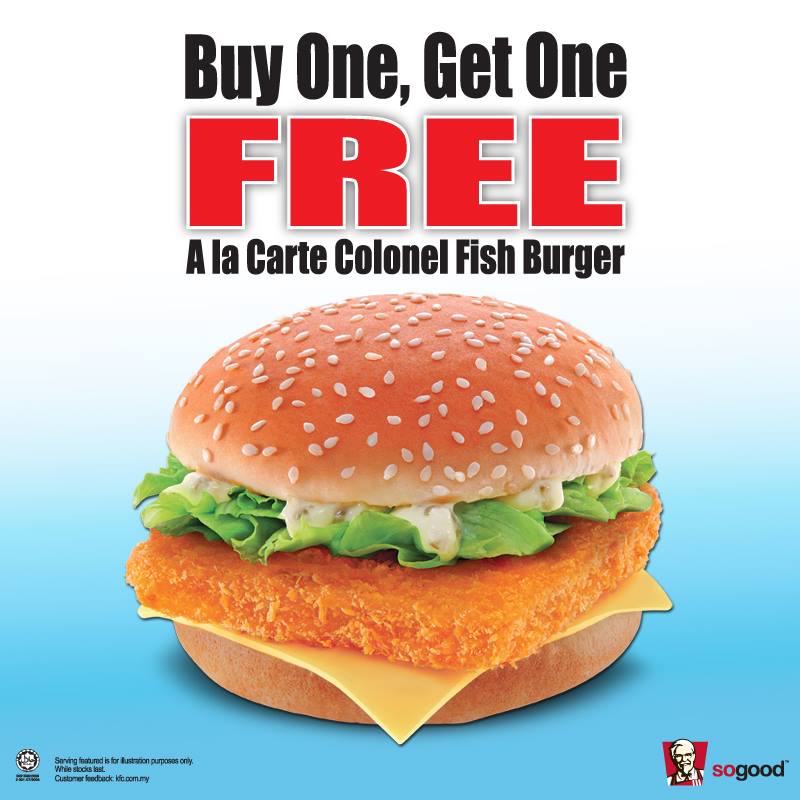 Buy One, Get One
FREE
A la Carte Colonel Fish Burger
Serving featured is for illustration purposes only.
While stocks last.
Customer feedback: kfc.com.my
sogood™